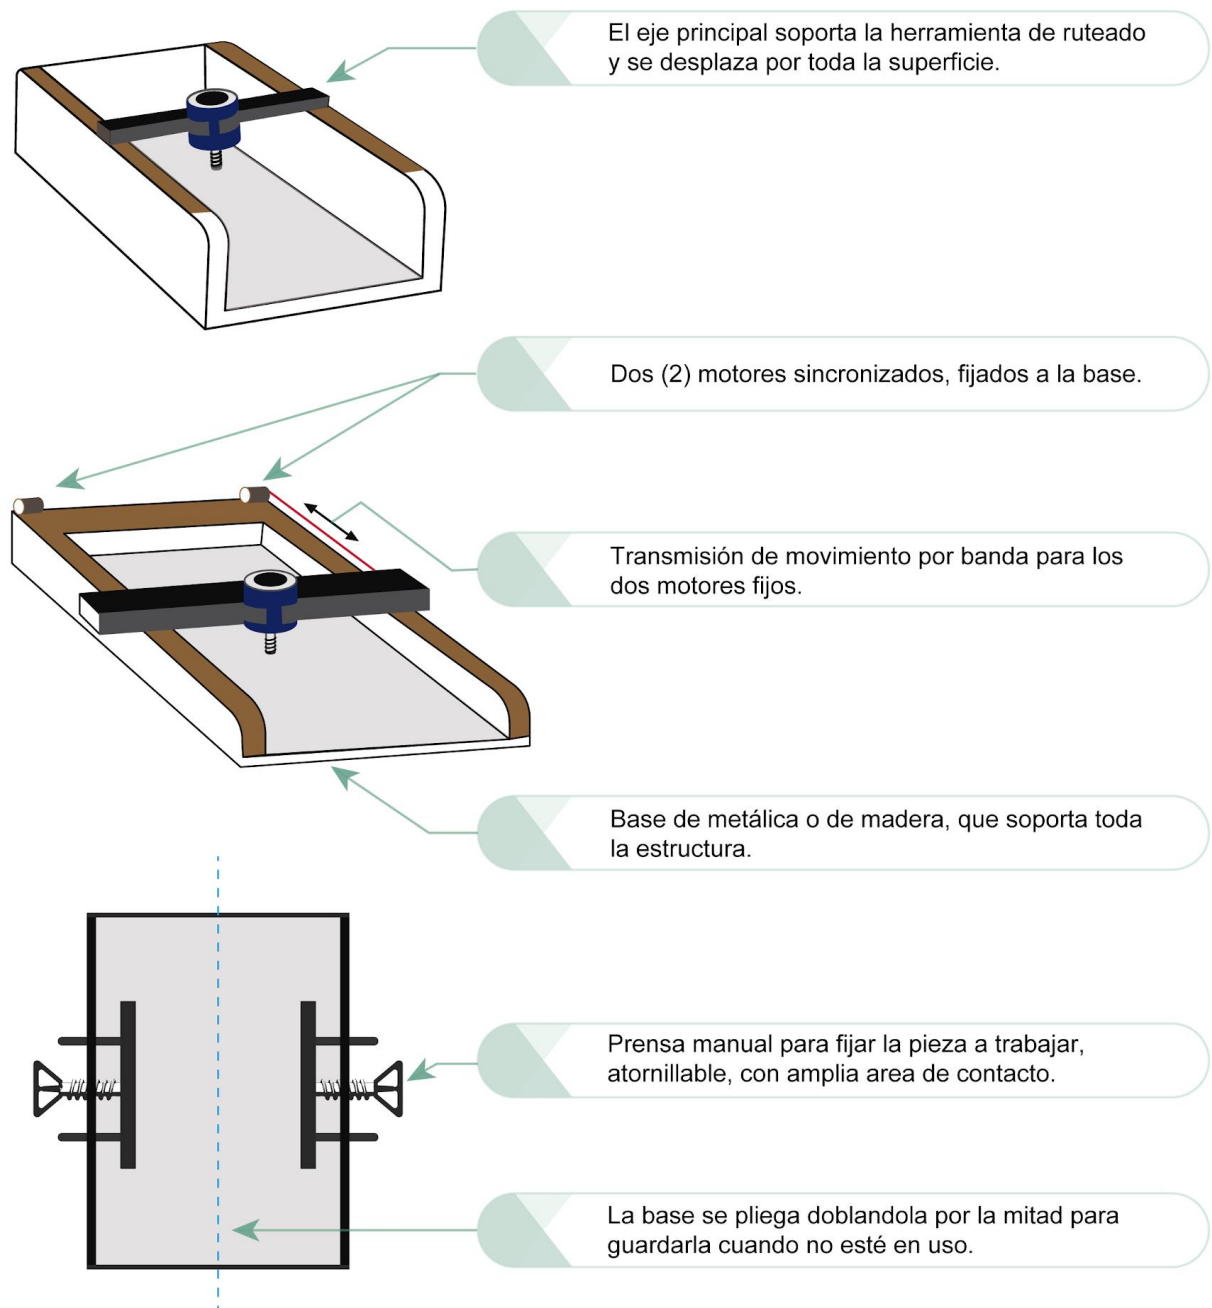 El eje principal soporta la herramienta de ruteado
y se desplaza por toda la superficie.
Dos (2) motores sincronizados, fijados a la base.
Transmisión de movimiento por banda para los
dos motores fijos.
Base de metálica o de madera, que soporta toda
la estructura.
Prensa manual para fijar la pieza a trabajar,
atornillable, con amplia area de contacto.
La base se pliega doblandola por la mitad para
guardarla cuando no esté en uso.